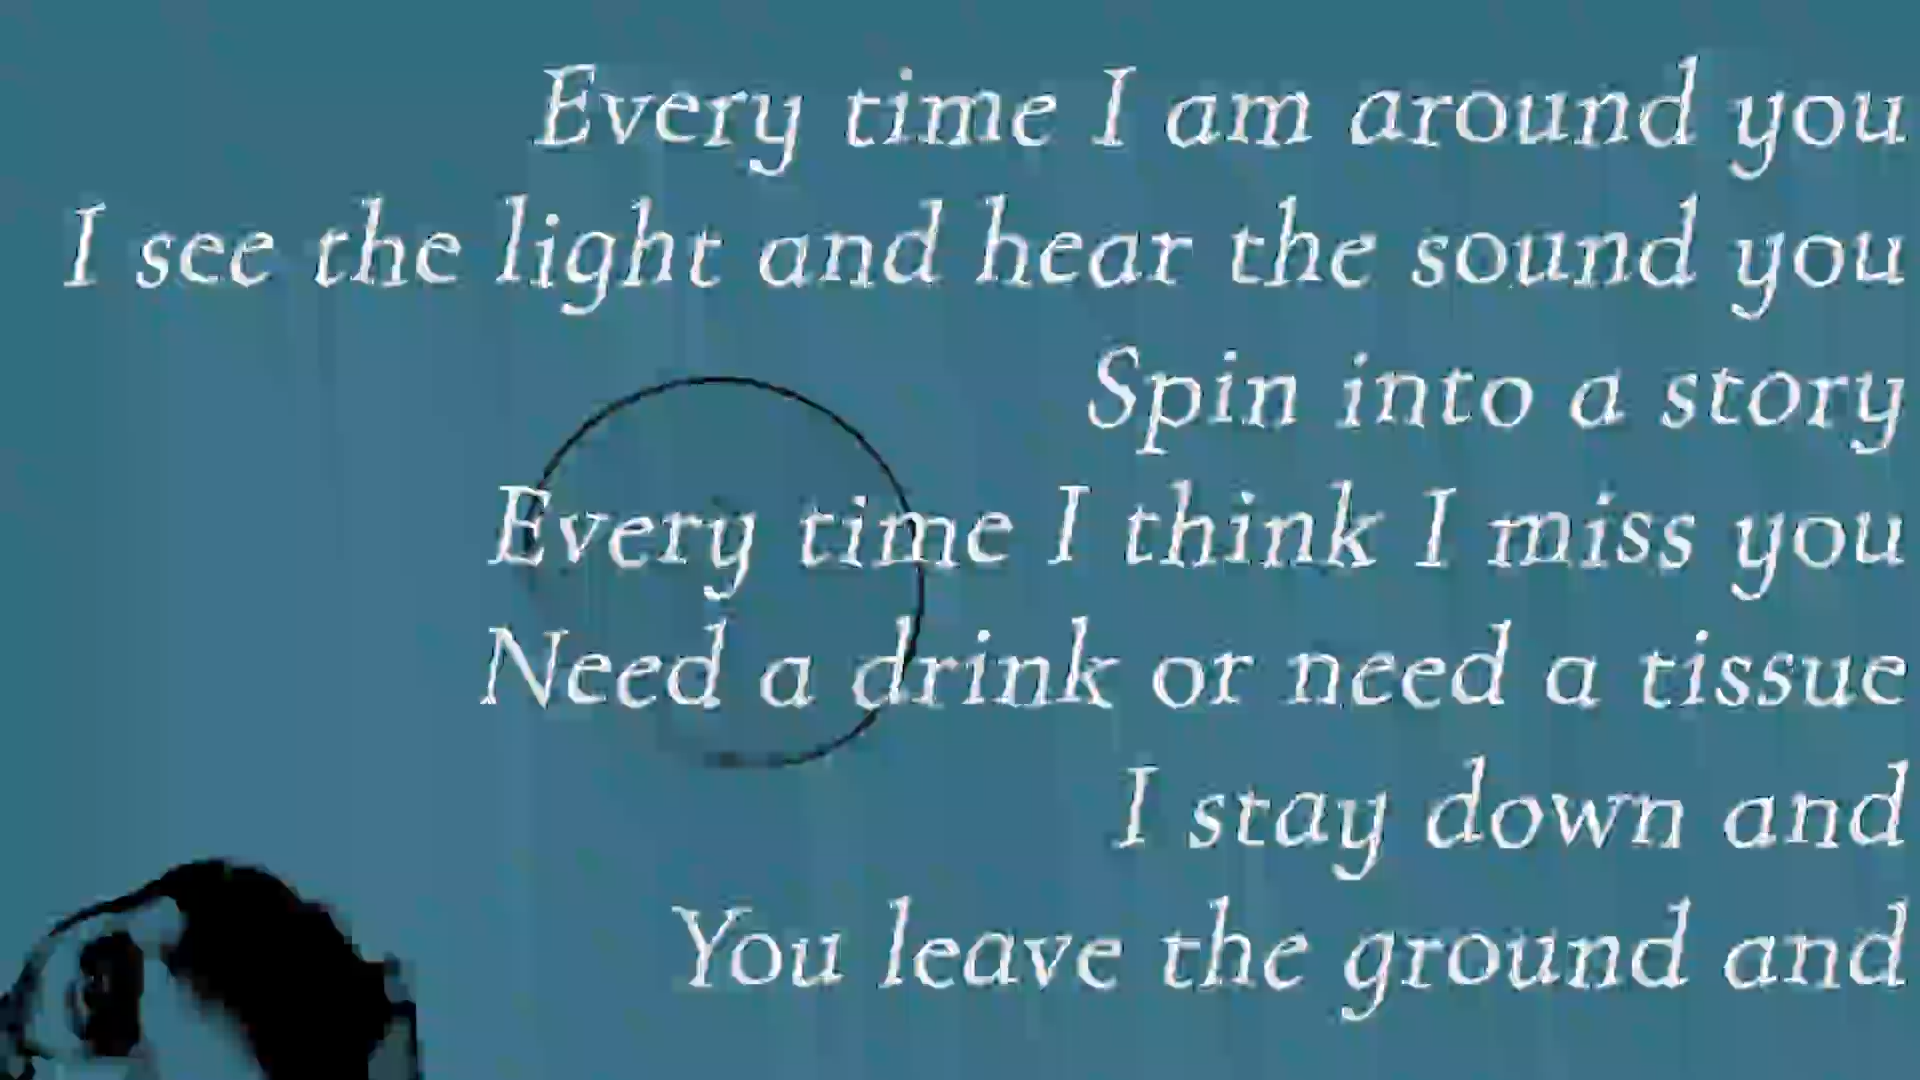 Every time I am around you
I see the light and hear the sound you
Spin into a story
Every time I think I miss you
Need a drink or need a tissue
I stay down and
You leave the ground and